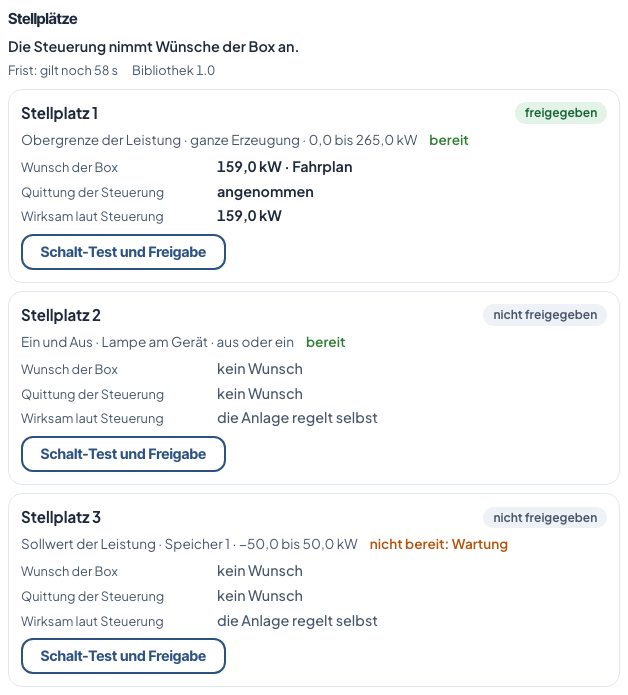 Stellplätze
Die Steuerung nimmt Wünsche der Box an.
Frist: gilt noch 58 s Bibliothek 1.0
Stellplatz 1 freigegeben
Obergrenze der Leistung · ganze Erzeugung · 0,0 bis 265,0 kW bereit
Wunsch der Box 159,0 kW · Fahrplan
Quittung der Steuerung angenommen
Wirksam laut Steuerung 159,0 kW
Schalt-Test und Freigabe
Stellplatz 2 nicht freigegeben
Ein und Aus · Lampe am Gerät · aus oder ein bereit
Wunsch der Box kein Wunsch
Quittung der Steuerung kein Wunsch
Wirksam laut Steuerung die Anlage regelt selbst
Schalt-Test und Freigabe
Stellplatz 3 nicht freigegeben
Sollwert der Leistung · Speicher 1 · −50,0 bis 50,0 kW nicht bereit: Wartung
Wunsch der Box kein Wunsch
Quittung der Steuerung kein Wunsch
Wirksam laut Steuerung die Anlage regelt selbst
Schalt-Test und Freigabe